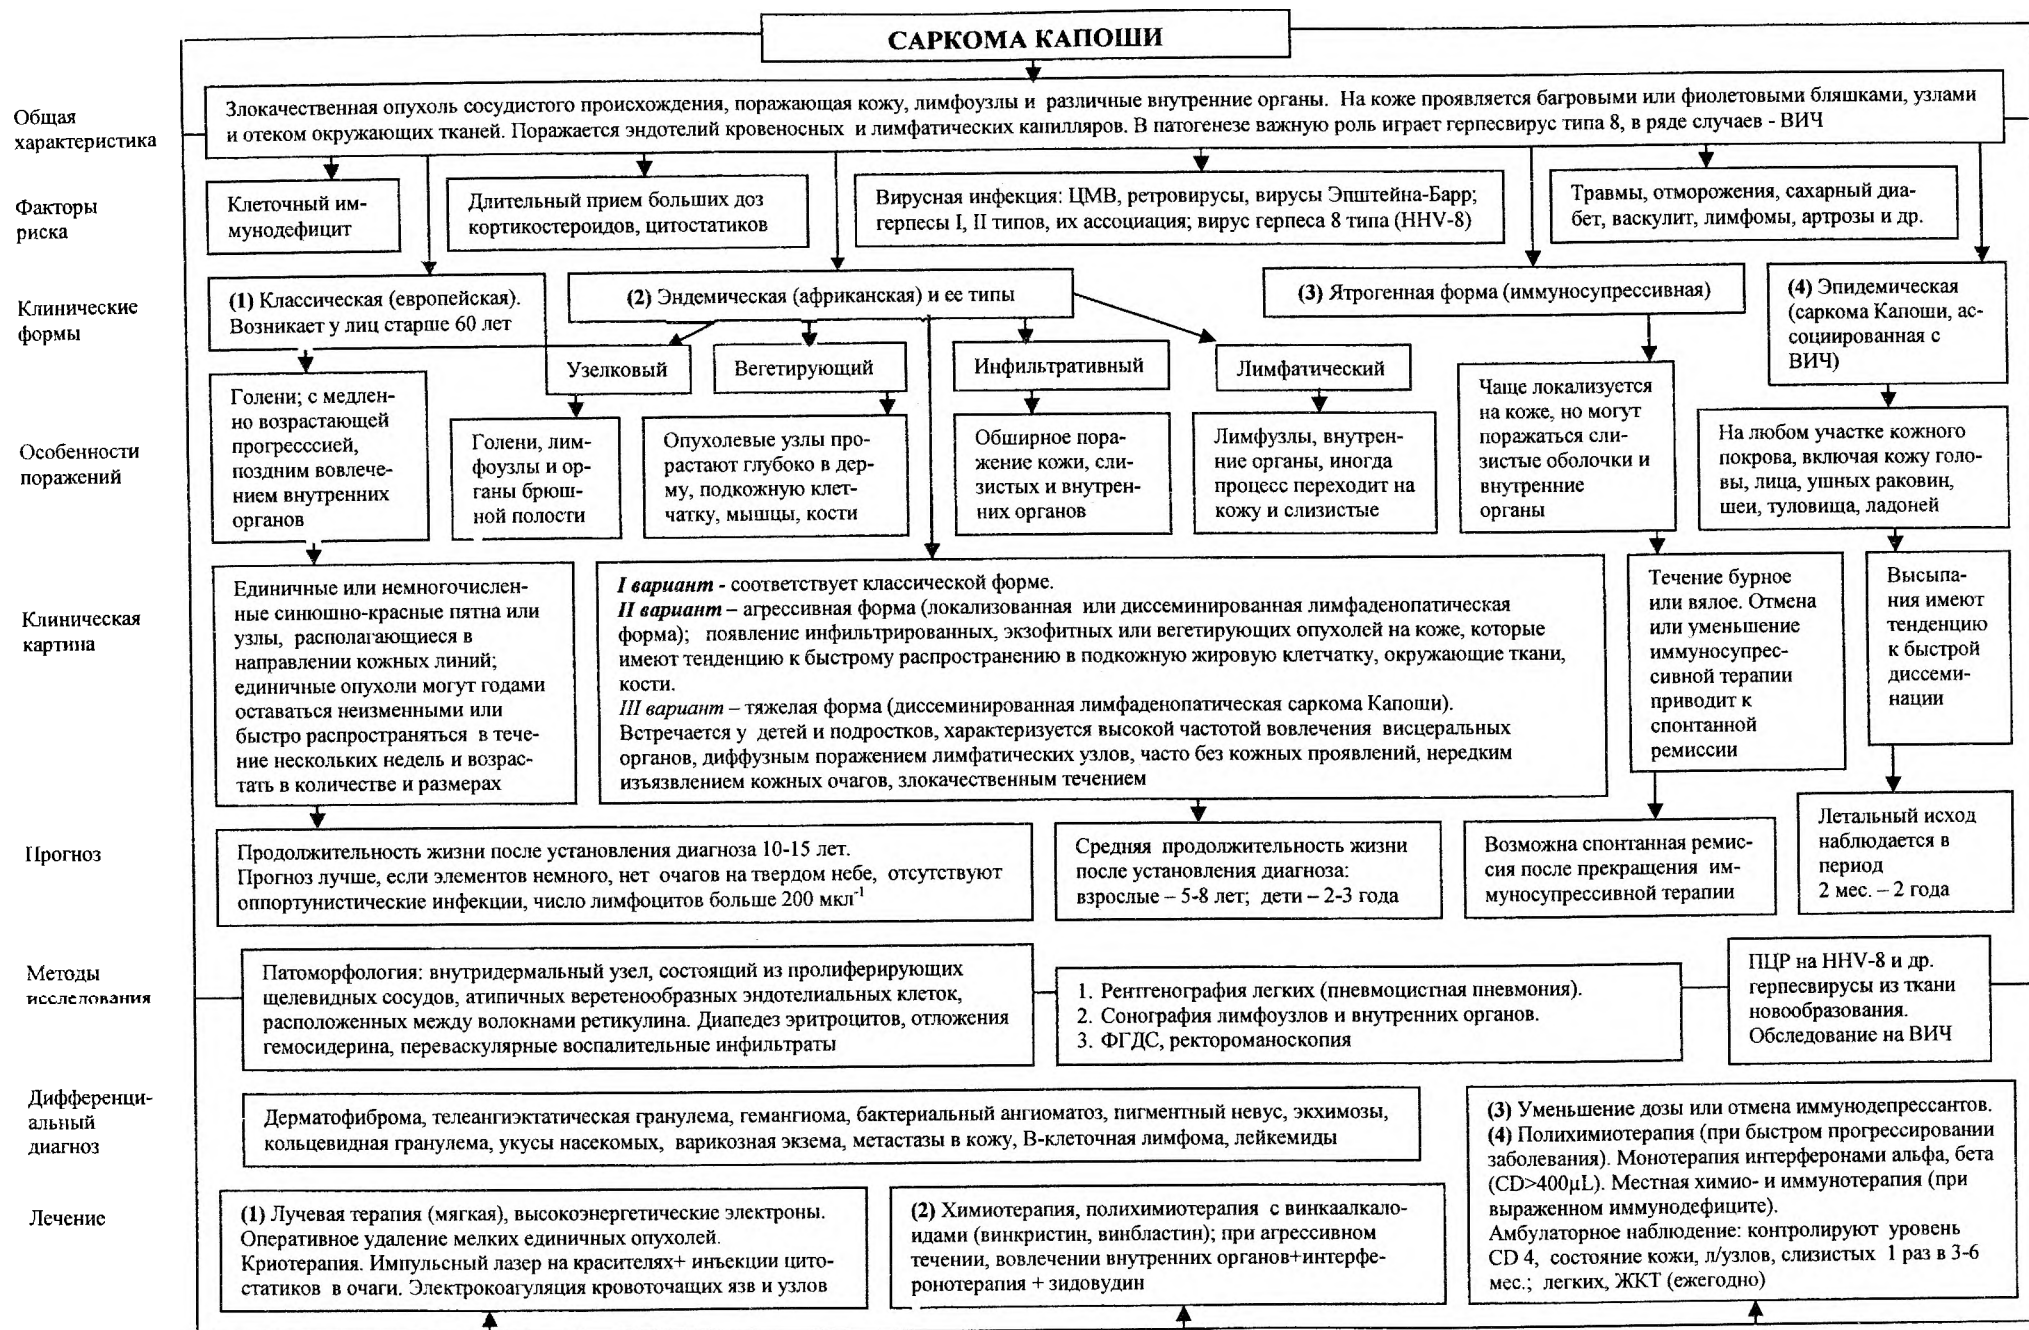 САРКОМА КАПОШИ
Общая
характеристика
Злокачественная опухоль сосудистого происхождения, поражающая кожу, лимфоузлы и различные внутренние органы. На коже проявляется багровыми или фиолетовыми бляшками, узлами
и отеком окружающих тканей. Поражается эндотелий кровеносных и лимфатических капилляров. В патогенезе важную роль играет герпесвирус типа 8, в ряде случаев - ВИЧ
Факторы
риска
Клеточный им-
мунодефицит
Длительный прием больших доз
кортикостероидов, цитостатиков
Вирусная инфекция: ЦМВ, ретровирусы, вирусы Эпштейна-Барр;
герпесы I, II типов, их ассоциация; вирус герпеса 8 типа (HHV-8)
Травмы, отморожения, сахарный диа-
бет, васкулит, лимфомы, артрозы и др.
Клинические
формы
(1) Классическая (европейская).
Возникает у лиц старше 60 лет
(2) Эндемическая (африканская) и ее типы
(3) Ятрогенная форма (иммуносупрессивная)
(4) Эпидемическая
(саркома Капоши, ас-
социированная с
ВИЧ)
Узелковый
Вегетирующий
Инфильтративный
Лимфатический
Особенности
поражений
Голени; с медлен-
но возрастающей
прогресссией,
поздним вовлече-
нием внутренних
органов
Голени, лим-
фоузлы и ор-
ганы брюш-
ной полости
Опухолевые узлы про-
растают глубоко в дер-
му, подкожную клет-
чатку, мышцы, кости
Обширное пора-
жение кожи, сли-
зистых и внутрен-
них органов
Лимфузлы, внутрен-
ние органы, иногда
процесс переходит на
кожу и слизистые
Чаще локализуется
на коже, но могут
поражаться сли-
зистые оболочки и
внутренние
органы
На любом участке кожного
покрова, включая кожу голо-
вы, лица, ушных раковин,
шеи, туловища, ладоней
Клиническая
картина
Единичные или немногочислен-
ные синюшно-красные пятна или
узлы, располагающиеся в
направлении кожных линий;
единичные опухоли могут годами
оставаться неизменными или
быстро распространяться в тече-
ние нескольких недель и возрас-
тать в количестве и размерах
I вариант - соответствует классической форме.
II вариант – агрессивная форма (локализованная или диссеминированная лимфаденопатическая
форма); появление инфильтрированных, экзофитных или вегетирующих опухолей на коже, которые
имеют тенденцию к быстрому распространению в подкожную жировую клетчатку, окружающие ткани,
кости.
III вариант – тяжелая форма (диссеминированная лимфаденопатическая саркома Капоши).
Встречается у детей и подростков, характеризуется высокой частотой вовлечения висцеральных
органов, диффузным поражением лимфатических узлов, часто без кожных проявлений, нередким
изъязвлением кожных очагов, злокачественным течением
Течение бурное
или вялое. Отмена
или уменьшение
иммуносупрес-
сивной терапии
приводит к
спонтанной
ремиссии
Высыпа-
ния имеют
тенденцию
к быстрой
диссеми-
нации
Прогноз
Продолжительность жизни после установления диагноза 10-15 лет.
Прогноз лучше, если элементов немного, нет очагов на твердом небе, отсутствуют
оппортунистические инфекции, число лимфоцитов больше 200 мкл⁻¹
Средняя продолжительность жизни
после установления диагноза:
взрослые – 5-8 лет; дети – 2-3 года
Возможна спонтанная ремис-
сия после прекращения им-
муносупрессивной терапии
Летальный исход
наблюдается в
период
2 мес. – 2 года
Методы
исследования
Патоморфология: внутридермальный узел, состоящий из пролиферирующих
щелевидных сосудов, атипичных веретенообразных эндотелиальных клеток,
расположенных между волокнами ретикулина. Диапедез эритроцитов, отложения
гемосидерина, переваскулярные воспалительные инфильтраты
1. Рентгенография легких (пневмоцистная пневмония).
2. Сонография лимфоузлов и внутренних органов.
3. ФГДС, ректороманоскопия
ПЦР на HHV-8 и др.
герпесвирусы из ткани
новообразования.
Обследование на ВИЧ
Дифференци-
альный
диагноз
Дерматофиброма, телеангиэктатическая гранулема, гемангиома, бактериальный ангиоматоз, пигментный невус, экхимозы,
кольцевидная гранулема, укусы насекомых, варикозная экзема, метастазы в кожу, В-клеточная лимфома, лейкемиды
Лечение
(1) Лучевая терапия (мягкая), высокоэнергетические электроны.
Оперативное удаление мелких единичных опухолей.
Криотерапия. Импульсный лазер на красителях+ инъекции цито-
статиков в очаги. Электрокоагуляция кровоточащих язв и узлов
(2) Химиотерапия, полихимиотерапия с винкаалкало-
идами (винкристин, винбластин); при агрессивном
течении, вовлечении внутренних органов+интерфе-
ронотерапия + зидовудин
(3) Уменьшение дозы или отмена иммунодепрессантов.
(4) Полихимиотерапия (при быстром прогрессировании
заболевания). Монотерапия интерферонами альфа, бета
(CD>400µL). Местная химио- и иммунотерапия (при
выраженном иммунодефиците).
Амбулаторное наблюдение: контролируют уровень
CD 4, состояние кожи, л/узлов, слизистых 1 раз в 3-6
мес.; легких, ЖКТ (ежегодно)